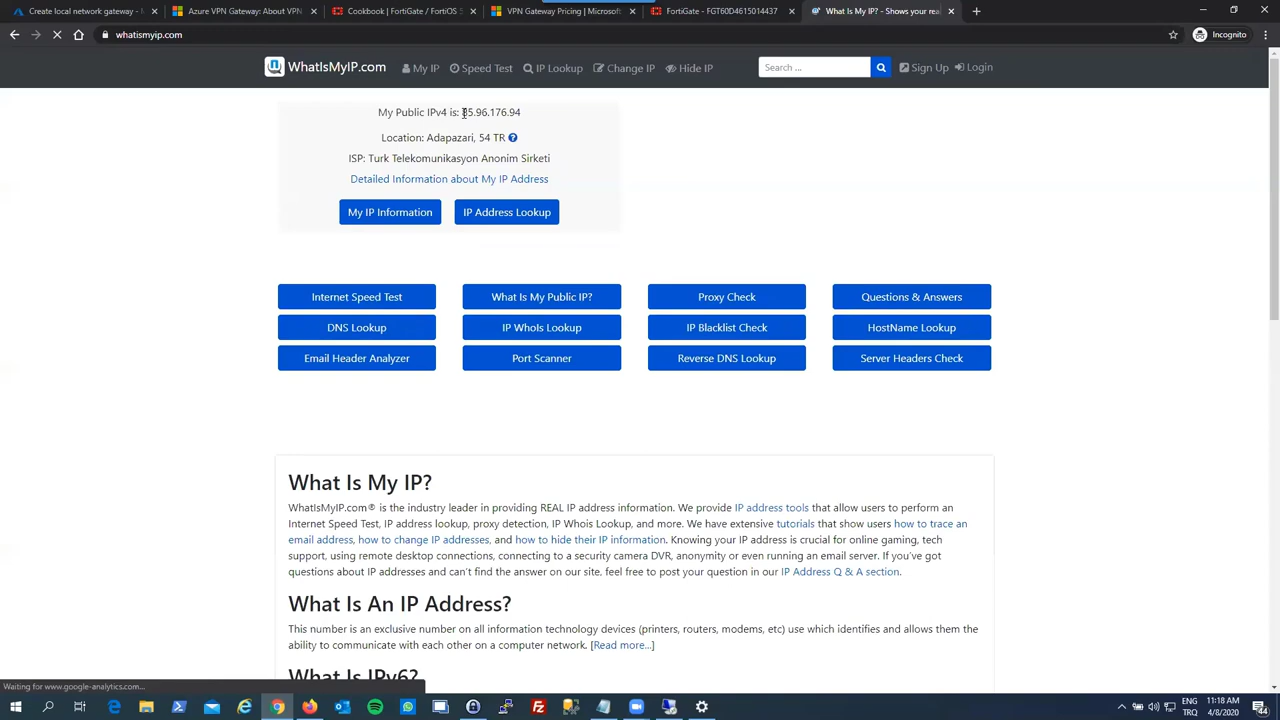 Create local network gateway - M
Azure VPN Gateway: About VPN
Cookbook | FortiGate / FortiOS 5
VPN Gateway Pricing | Microsoft
FortiGate - FGT60D4615014437
What Is My IP? - Shows your rea
whatismyip.com
Incognito
WhatIsMyIP.com
My IP
Speed Test
IP Lookup
Change IP
Hide IP
Search ...
Sign Up
Login
My Public IPv4 is: 85.96.176.94
Location: Adapazari, 54 TR
ISP: Turk Telekomunikasyon Anonim Sirketi
Detailed Information about My IP Address
My IP Information
IP Address Lookup
Internet Speed Test
What Is My Public IP?
Proxy Check
Questions & Answers
DNS Lookup
IP WhoIs Lookup
IP Blacklist Check
HostName Lookup
Email Header Analyzer
Port Scanner
Reverse DNS Lookup
Server Headers Check
What Is My IP?
WhatIsMyIP.com® is the industry leader in providing REAL IP address information. We provide IP address tools that allow users to perform an
Internet Speed Test, IP address lookup, proxy detection, IP Whois Lookup, and more. We have extensive tutorials that show users how to trace an
email address, how to change IP addresses, and how to hide their IP information. Knowing your IP address is crucial for online gaming, tech
support, using remote desktop connections, connecting to a security camera DVR, anonymity or even running an email server. If you've got
questions about IP addresses and can't find the answer on our site, feel free to post your question in our IP Address Q & A section.
What Is An IP Address?
This number is an exclusive number on all information technology devices (printers, routers, modems, etc) use which identifies and allows them the
ability to communicate with each other on a computer network. [Read more...]
What Is IPv6?
Waiting for www.google-analytics.com...
ENG
TRQ
11:18 AM
4/8/2020
44